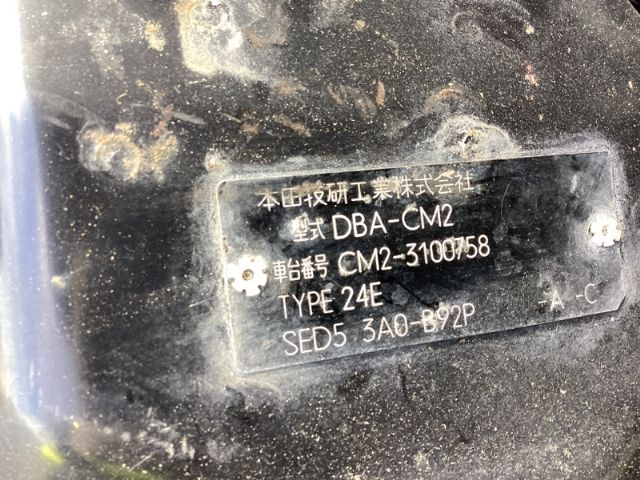 本田技研工業株式会社
型式 DBA-CM2
車台番号 CM2-3100758
TYPE 24E
SED5 3A0-B92P -A -C